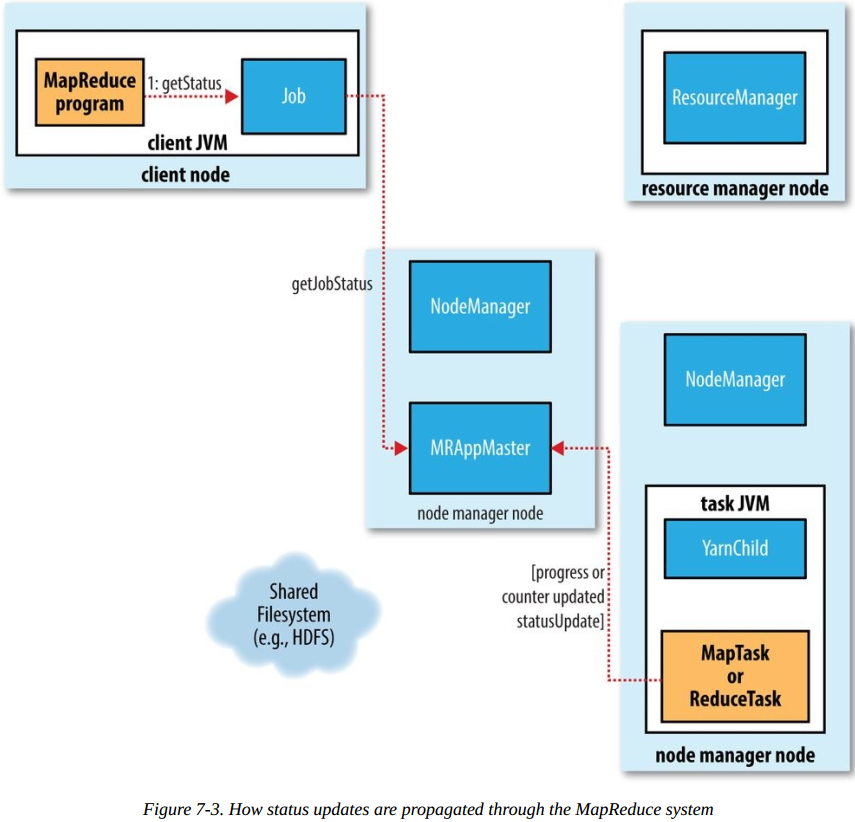 MapReduce
program
1: getStatus
Job
client JVM
client node
ResourceManager
resource manager node
getJobStatus
NodeManager
MRAppMaster
node manager node
NodeManager
task JVM
YarnChild
MapTask
or
ReduceTask
node manager node
[progress or
counter updated
statusUpdate]
Shared
Filesystem
(e.g., HDFS)
Figure 7-3. How status updates are propagated through the MapReduce system